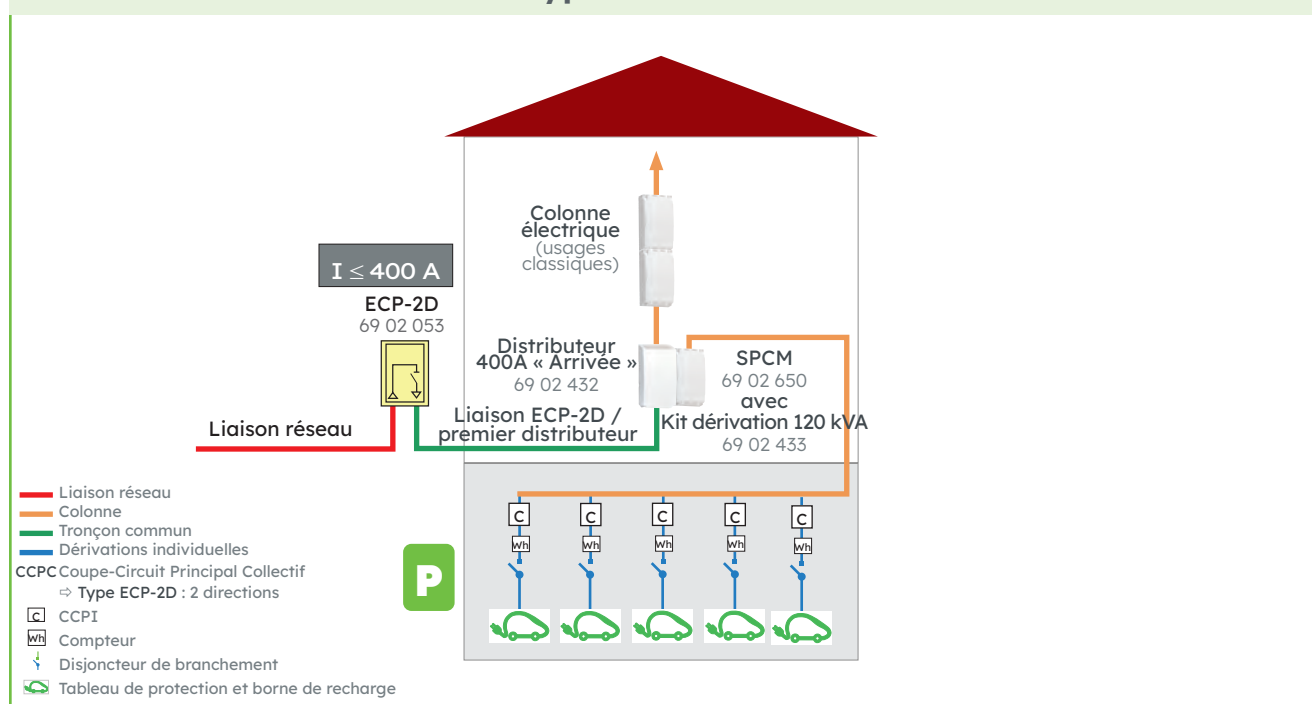 Colonne
électrique
(usages
classiques)
I ≤ 400 A
ECP-2D
69 02 053
Distributeur
400A « Arrivée »
69 02 432
SPCM
69 02 650
avec
Kit dérivation 120 kVA
69 02 433
Liaison réseau
Liaison ECP-2D /
premier distributeur
Liaison réseau
Colonne
Tronçon commun
Dérivations individuelles
CCPC Coupe-Circuit Principal Collectif
⇨ Type ECP-2D : 2 directions
C CCPI
Wh Compteur
Disjoncteur de branchement
Tableau de protection et borne de recharge
P
C C C C C
Wh Wh Wh Wh Wh